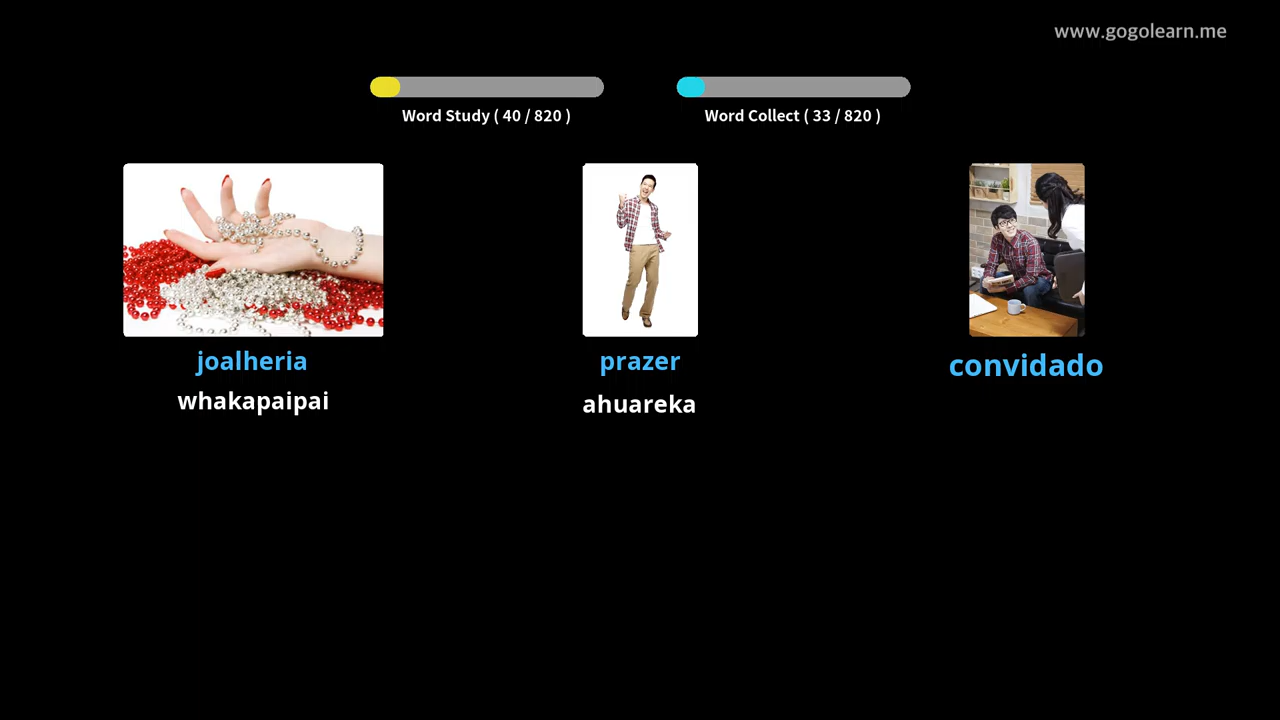 www.gogolearn.me
Word Study ( 40 / 820 )
Word Collect ( 33 / 820 )
joalheria
whakapaipai
prazer
ahuareka
convidado